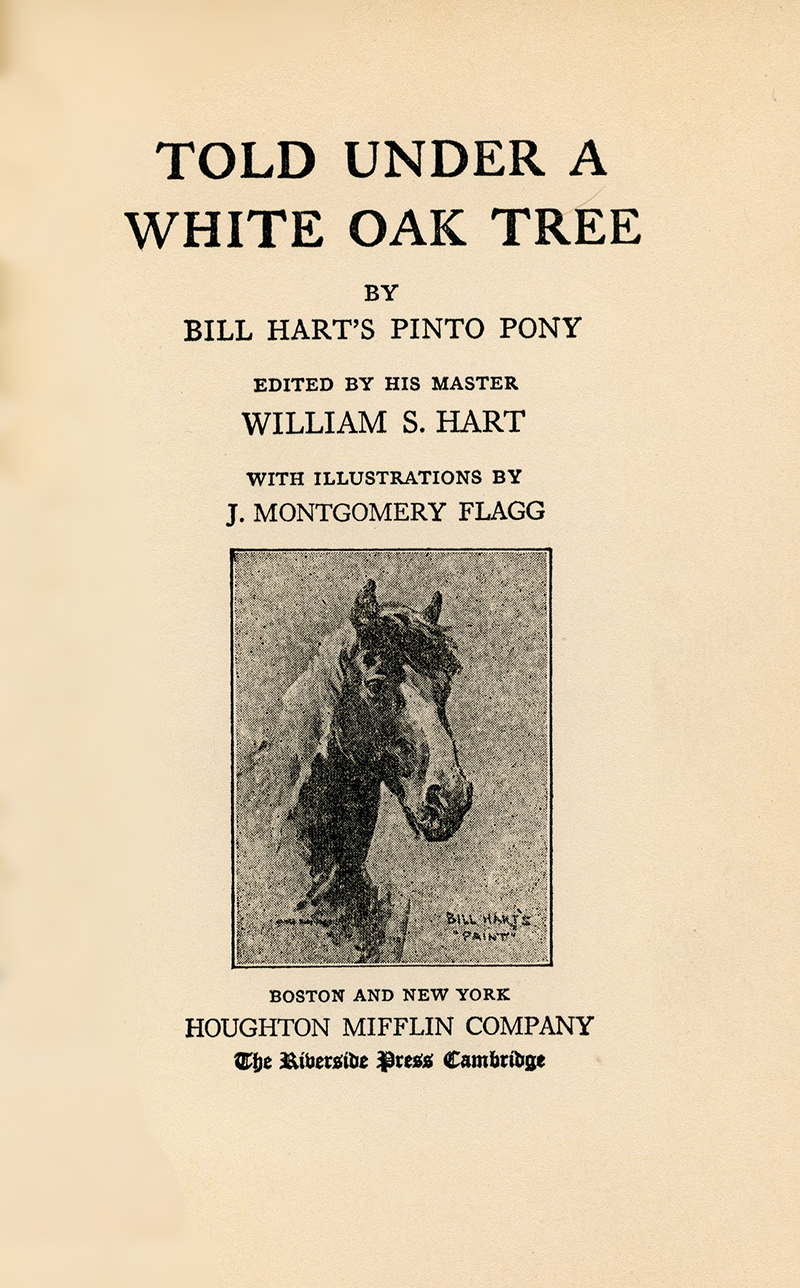 TOLD UNDER A
WHITE OAK TREE
BY
BILL HART'S PINTO PONY
EDITED BY HIS MASTER
WILLIAM S. HART
WITH ILLUSTRATIONS BY
J. MONTGOMERY FLAGG
BILL HART'S
"PAINT"
BOSTON AND NEW YORK
HOUGHTON MIFFLIN COMPANY
The Riverside Press Cambridge